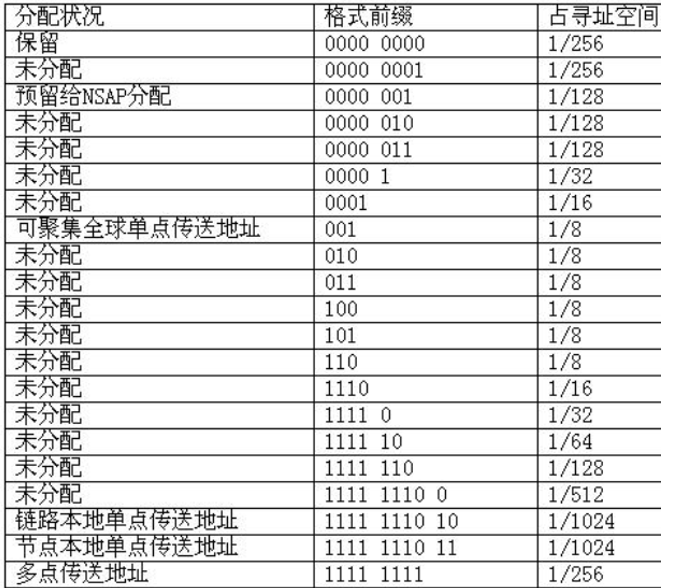 分配状况 格式前缀 占寻址空间
保留 0000 0000 1/256
未分配 0000 0001 1/256
预留给NSAP分配 0000 001 1/128
未分配 0000 010 1/128
未分配 0000 011 1/128
未分配 0000 1 1/32
未分配 0001 1/16
可聚集全球单点传送地址 001 1/8
未分配 010 1/8
未分配 011 1/8
未分配 100 1/8
未分配 101 1/8
未分配 110 1/8
未分配 1110 1/16
未分配 1111 0 1/32
未分配 1111 10 1/64
未分配 1111 110 1/128
未分配 1111 1110 0 1/512
链路本地单点传送地址 1111 1110 10 1/1024
节点本地单点传送地址 1111 1110 11 1/1024
多点传送地址 1111 1111 1/256